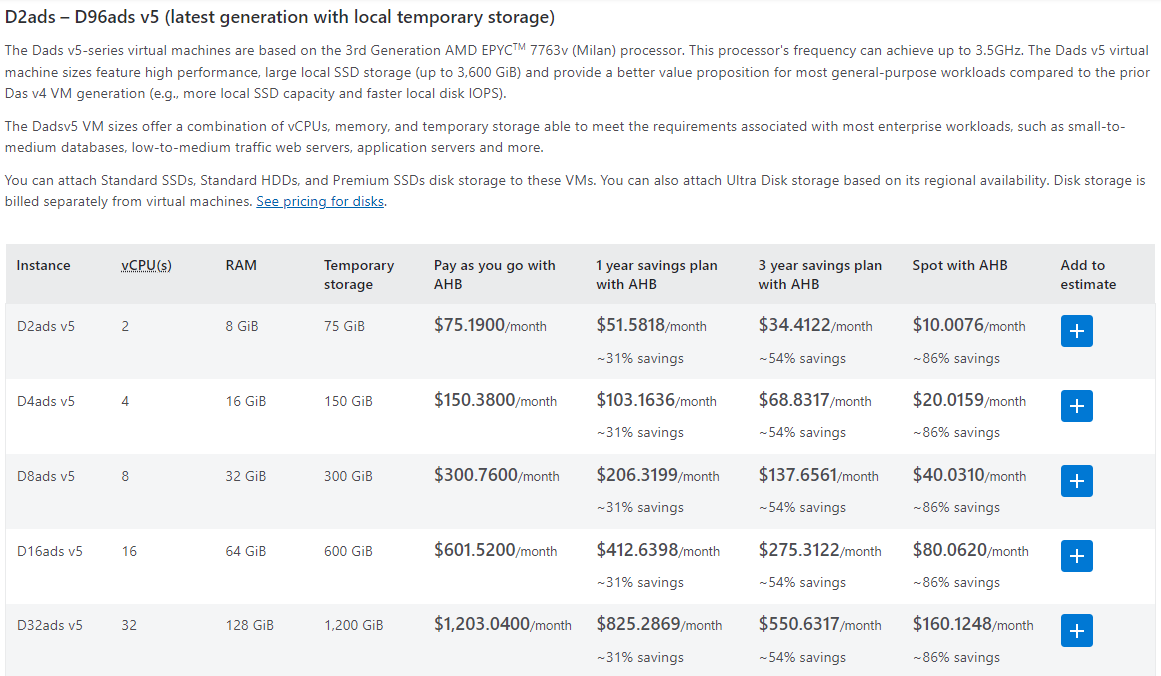 D2ads – D96ads v5 (latest generation with local temporary storage)
The Dads v5-series virtual machines are based on the 3rd Generation AMD EPYC™ 7763v (Milan) processor. This processor's frequency can achieve up to 3.5GHz. The Dads v5 virtual
machine sizes feature high performance, large local SSD storage (up to 3,600 GiB) and provide a better value proposition for most general-purpose workloads compared to the prior
Das v4 VM generation (e.g., more local SSD capacity and faster local disk IOPS).
The Dadsv5 VM sizes offer a combination of vCPUs, memory, and temporary storage able to meet the requirements associated with most enterprise workloads, such as small-to-
medium databases, low-to-medium traffic web servers, application servers and more.
You can attach Standard SSDs, Standard HDDs, and Premium SSDs disk storage to these VMs. You can also attach Ultra Disk storage based on its regional availability. Disk storage is
billed separately from virtual machines. See pricing for disks.
Instance vCPU(s) RAM Temporary storage Pay as you go with AHB 1 year savings plan with AHB 3 year savings plan with AHB Spot with AHB Add to estimate
D2ads v5 2 8 GiB 75 GiB $75.1900/month $51.5818/month $34.4122/month $10.0076/month +
~31% savings ~54% savings ~86% savings
D4ads v5 4 16 GiB 150 GiB $150.3800/month $103.1636/month $68.8317/month $20.0159/month +
~31% savings ~54% savings ~86% savings
D8ads v5 8 32 GiB 300 GiB $300.7600/month $206.3199/month $137.6561/month $40.0310/month +
~31% savings ~54% savings ~86% savings
D16ads v5 16 64 GiB 600 GiB $601.5200/month $412.6398/month $275.3122/month $80.0620/month +
~31% savings ~54% savings ~86% savings
D32ads v5 32 128 GiB 1,200 GiB $1,203.0400/month $825.2869/month $550.6317/month $160.1248/month +
~31% savings ~54% savings ~86% savings